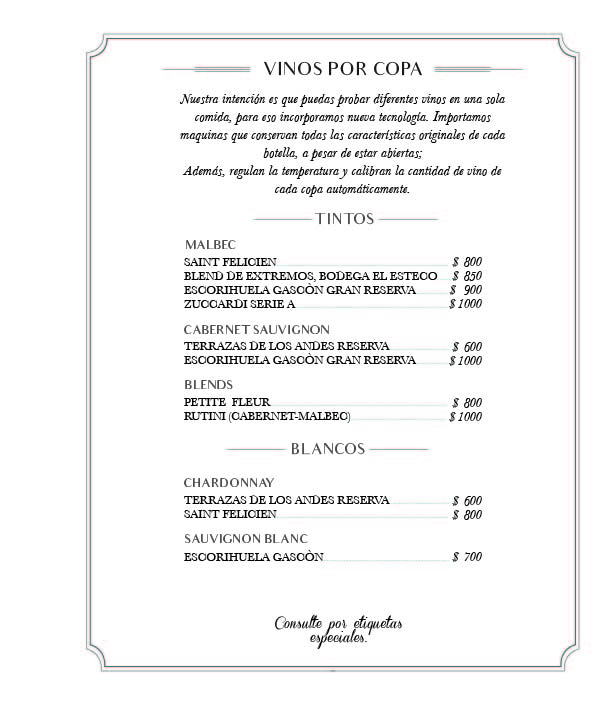 VINOS POR COPA
Nuestra intención es que puedas probar diferentes vinos en una sola
comida, para eso incorporamos nueva tecnología. Importamos
maquinas que conservan todas las características originales de cada
botella, a pesar de estar abiertas;
Además, regulan la temperatura y calibran la cantidad de vino de
cada copa automáticamente.
TINTOS
MALBEC
SAINT FELICIEN $ 800
BLEND DE EXTREMOS, BODEGA EL ESTECO $ 850
ESCORIHUELA GASCÒN GRAN RESERVA $ 900
ZUCCARDI SERIE A $ 1000
CABERNET SAUVIGNON
TERRAZAS DE LOS ANDES RESERVA $ 600
ESCORIHUELA GASCÒN GRAN RESERVA $ 1000
BLENDS
PETITE FLEUR $ 800
RUTINI (CABERNET-MALBEC) $ 1000
BLANCOS
CHARDONNAY
TERRAZAS DE LOS ANDES RESERVA $ 600
SAINT FELICIEN $ 800
SAUVIGNON BLANC
ESCORIHUELA GASCÒN $ 700
Consulte por etiquetas
especiales.